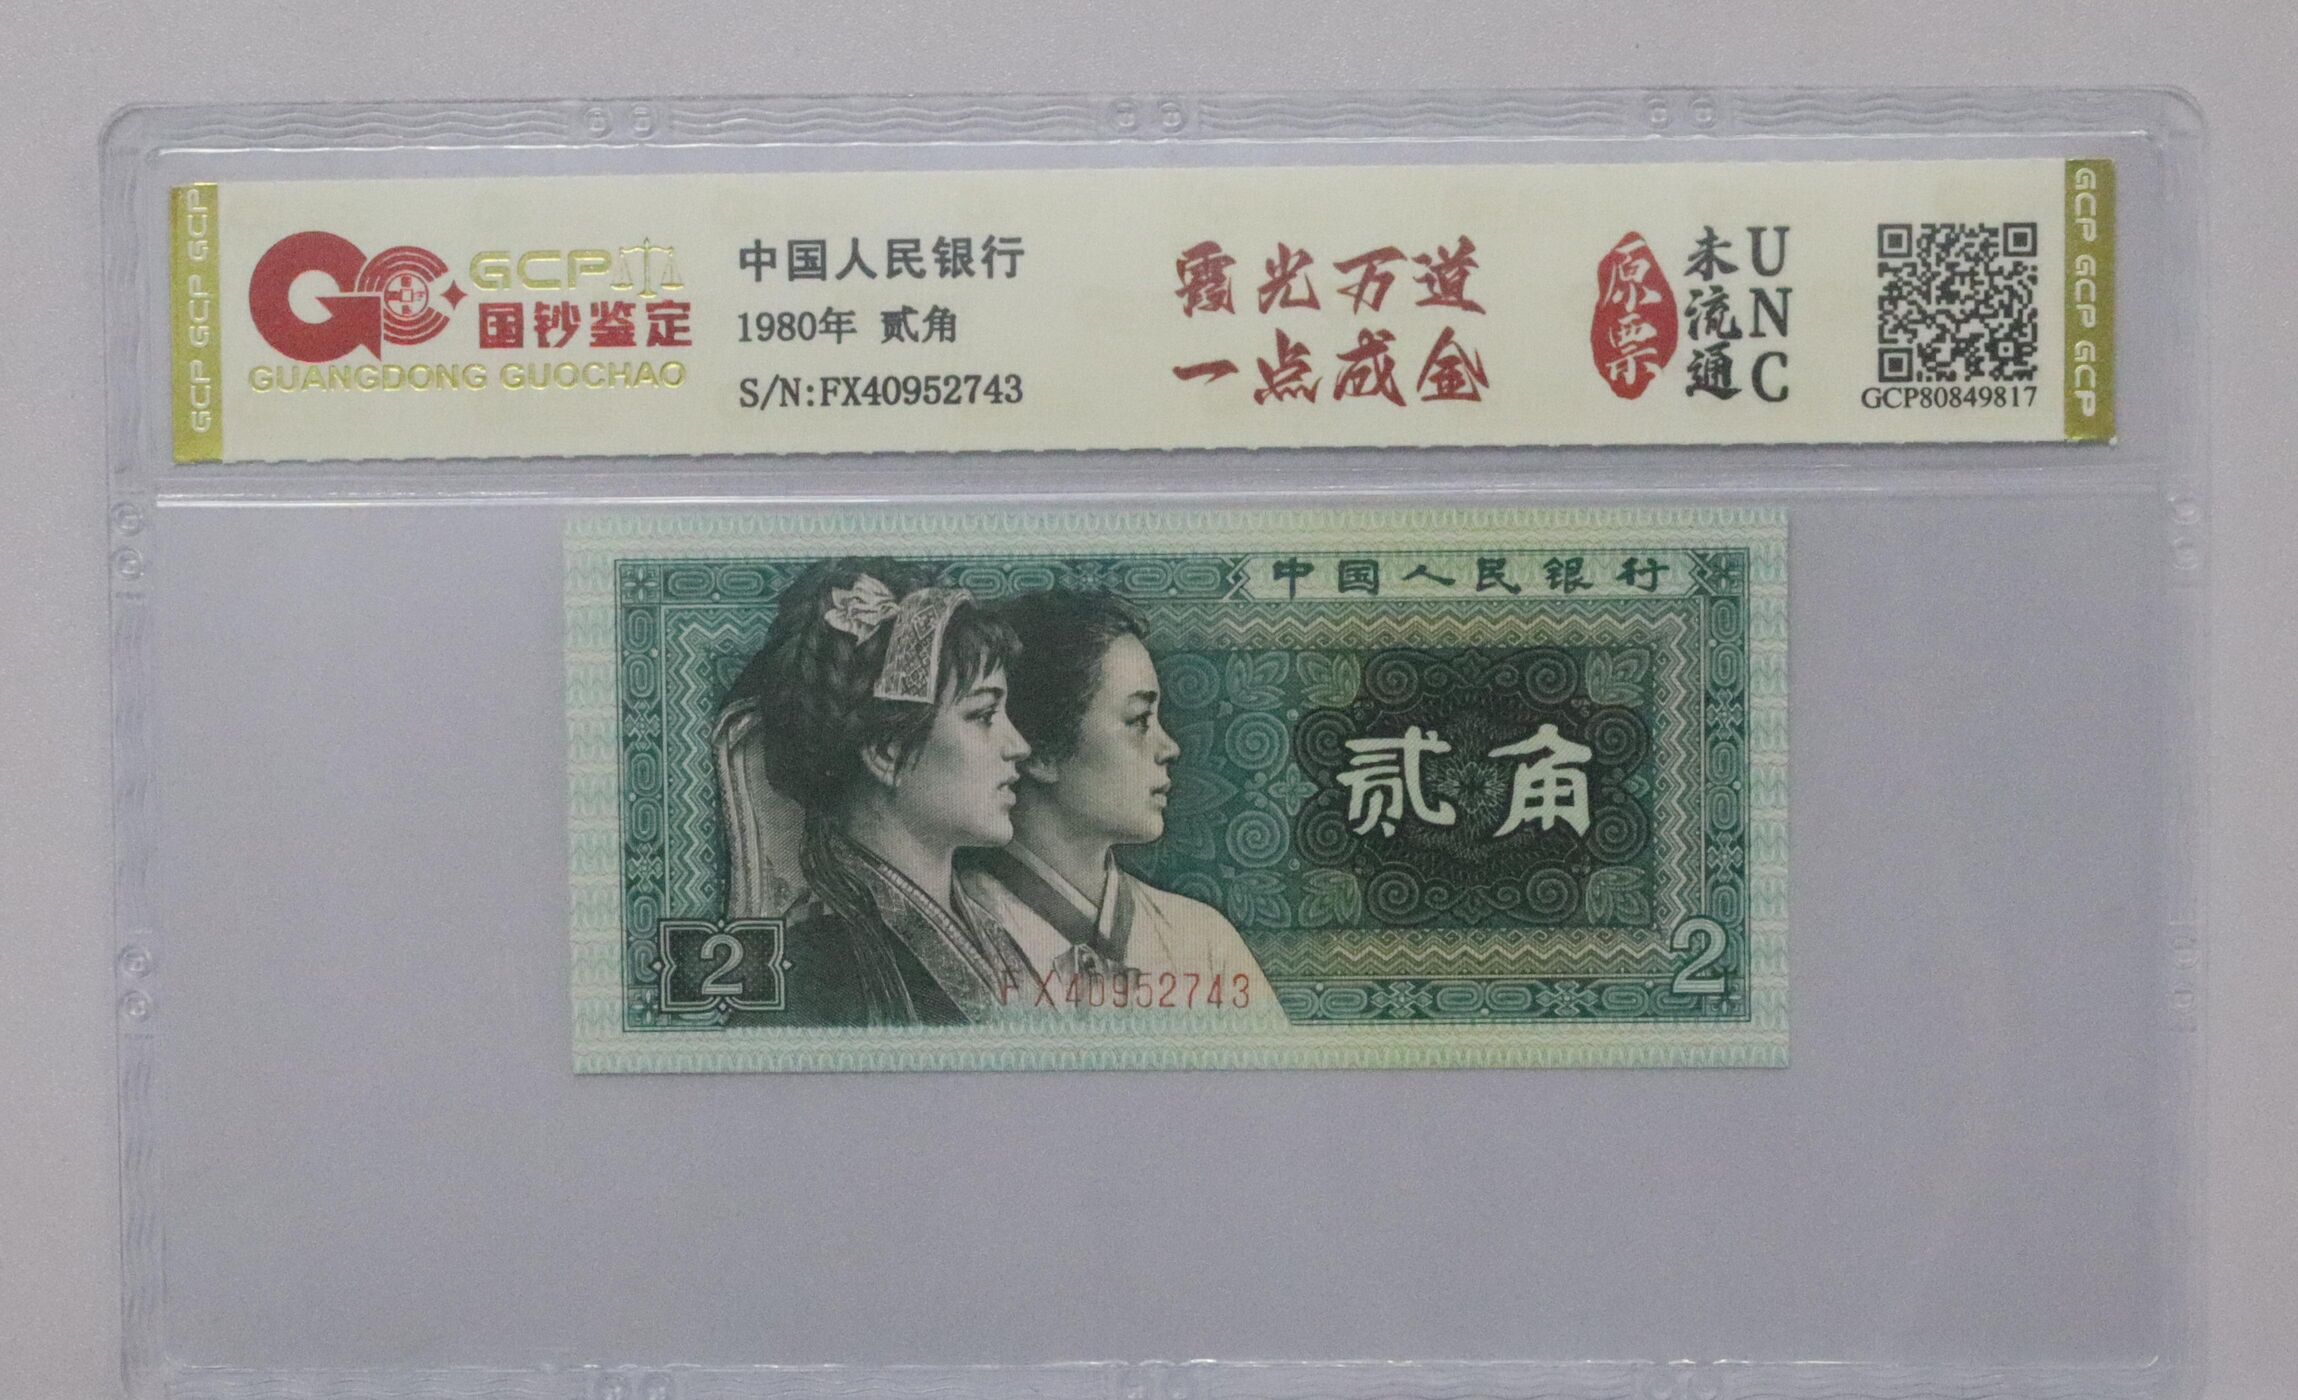 GCP GCP GCP
GCP
国钞鉴定
GUANGDONG GUOCHAO
中国人民银行
1980年 贰角
S/N:FX40952743
霞光万道
一点成金
原票
未流通
UNC
GCP80849817
GCP GCP GCP
中国人民银行
贰角
2
2
FX40952743